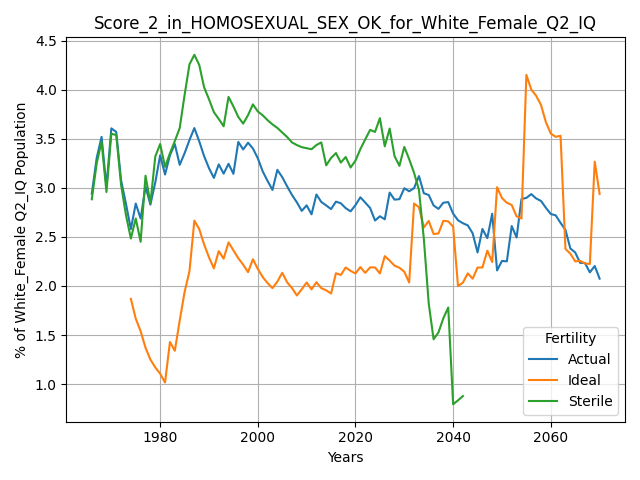 Score_2_in_HOMOSEXUAL_SEX_OK_for_White_Female_Q2_IQ
% of White_Female Q2_IQ Population
4.5
4.0
3.5
3.0
2.5
2.0
1.5
1.0
Fertility
Actual
Ideal
Sterile
1980
2000
2020
2040
2060
Years